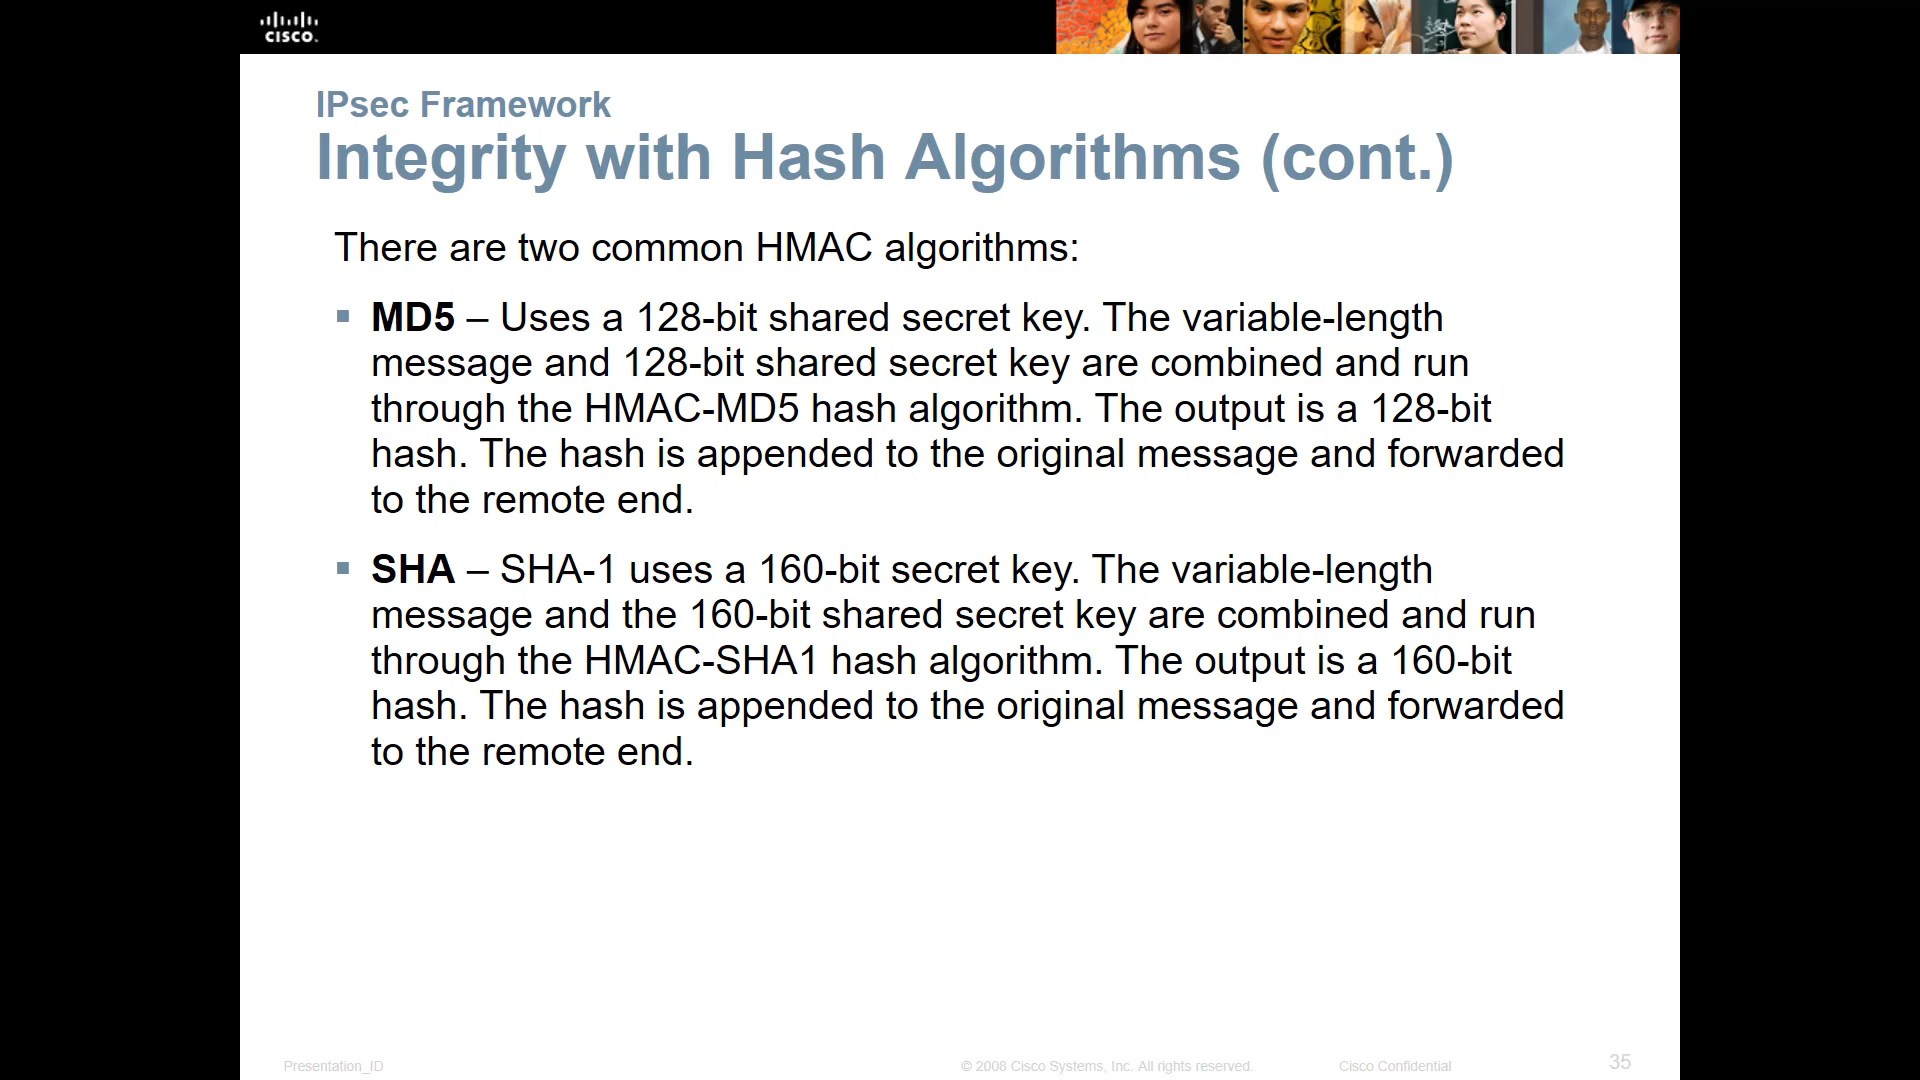 CISCO.
IPsec Framework
Integrity with Hash Algorithms (cont.)
There are two common HMAC algorithms:
▪ MD5 – Uses a 128-bit shared secret key. The variable-length
message and 128-bit shared secret key are combined and run
through the HMAC-MD5 hash algorithm. The output is a 128-bit
hash. The hash is appended to the original message and forwarded
to the remote end.
▪ SHA – SHA-1 uses a 160-bit secret key. The variable-length
message and the 160-bit shared secret key are combined and run
through the HMAC-SHA1 hash algorithm. The output is a 160-bit
hash. The hash is appended to the original message and forwarded
to the remote end.
Presentation_ID
© 2008 Cisco Systems, Inc. All rights reserved.
Cisco Confidential
35